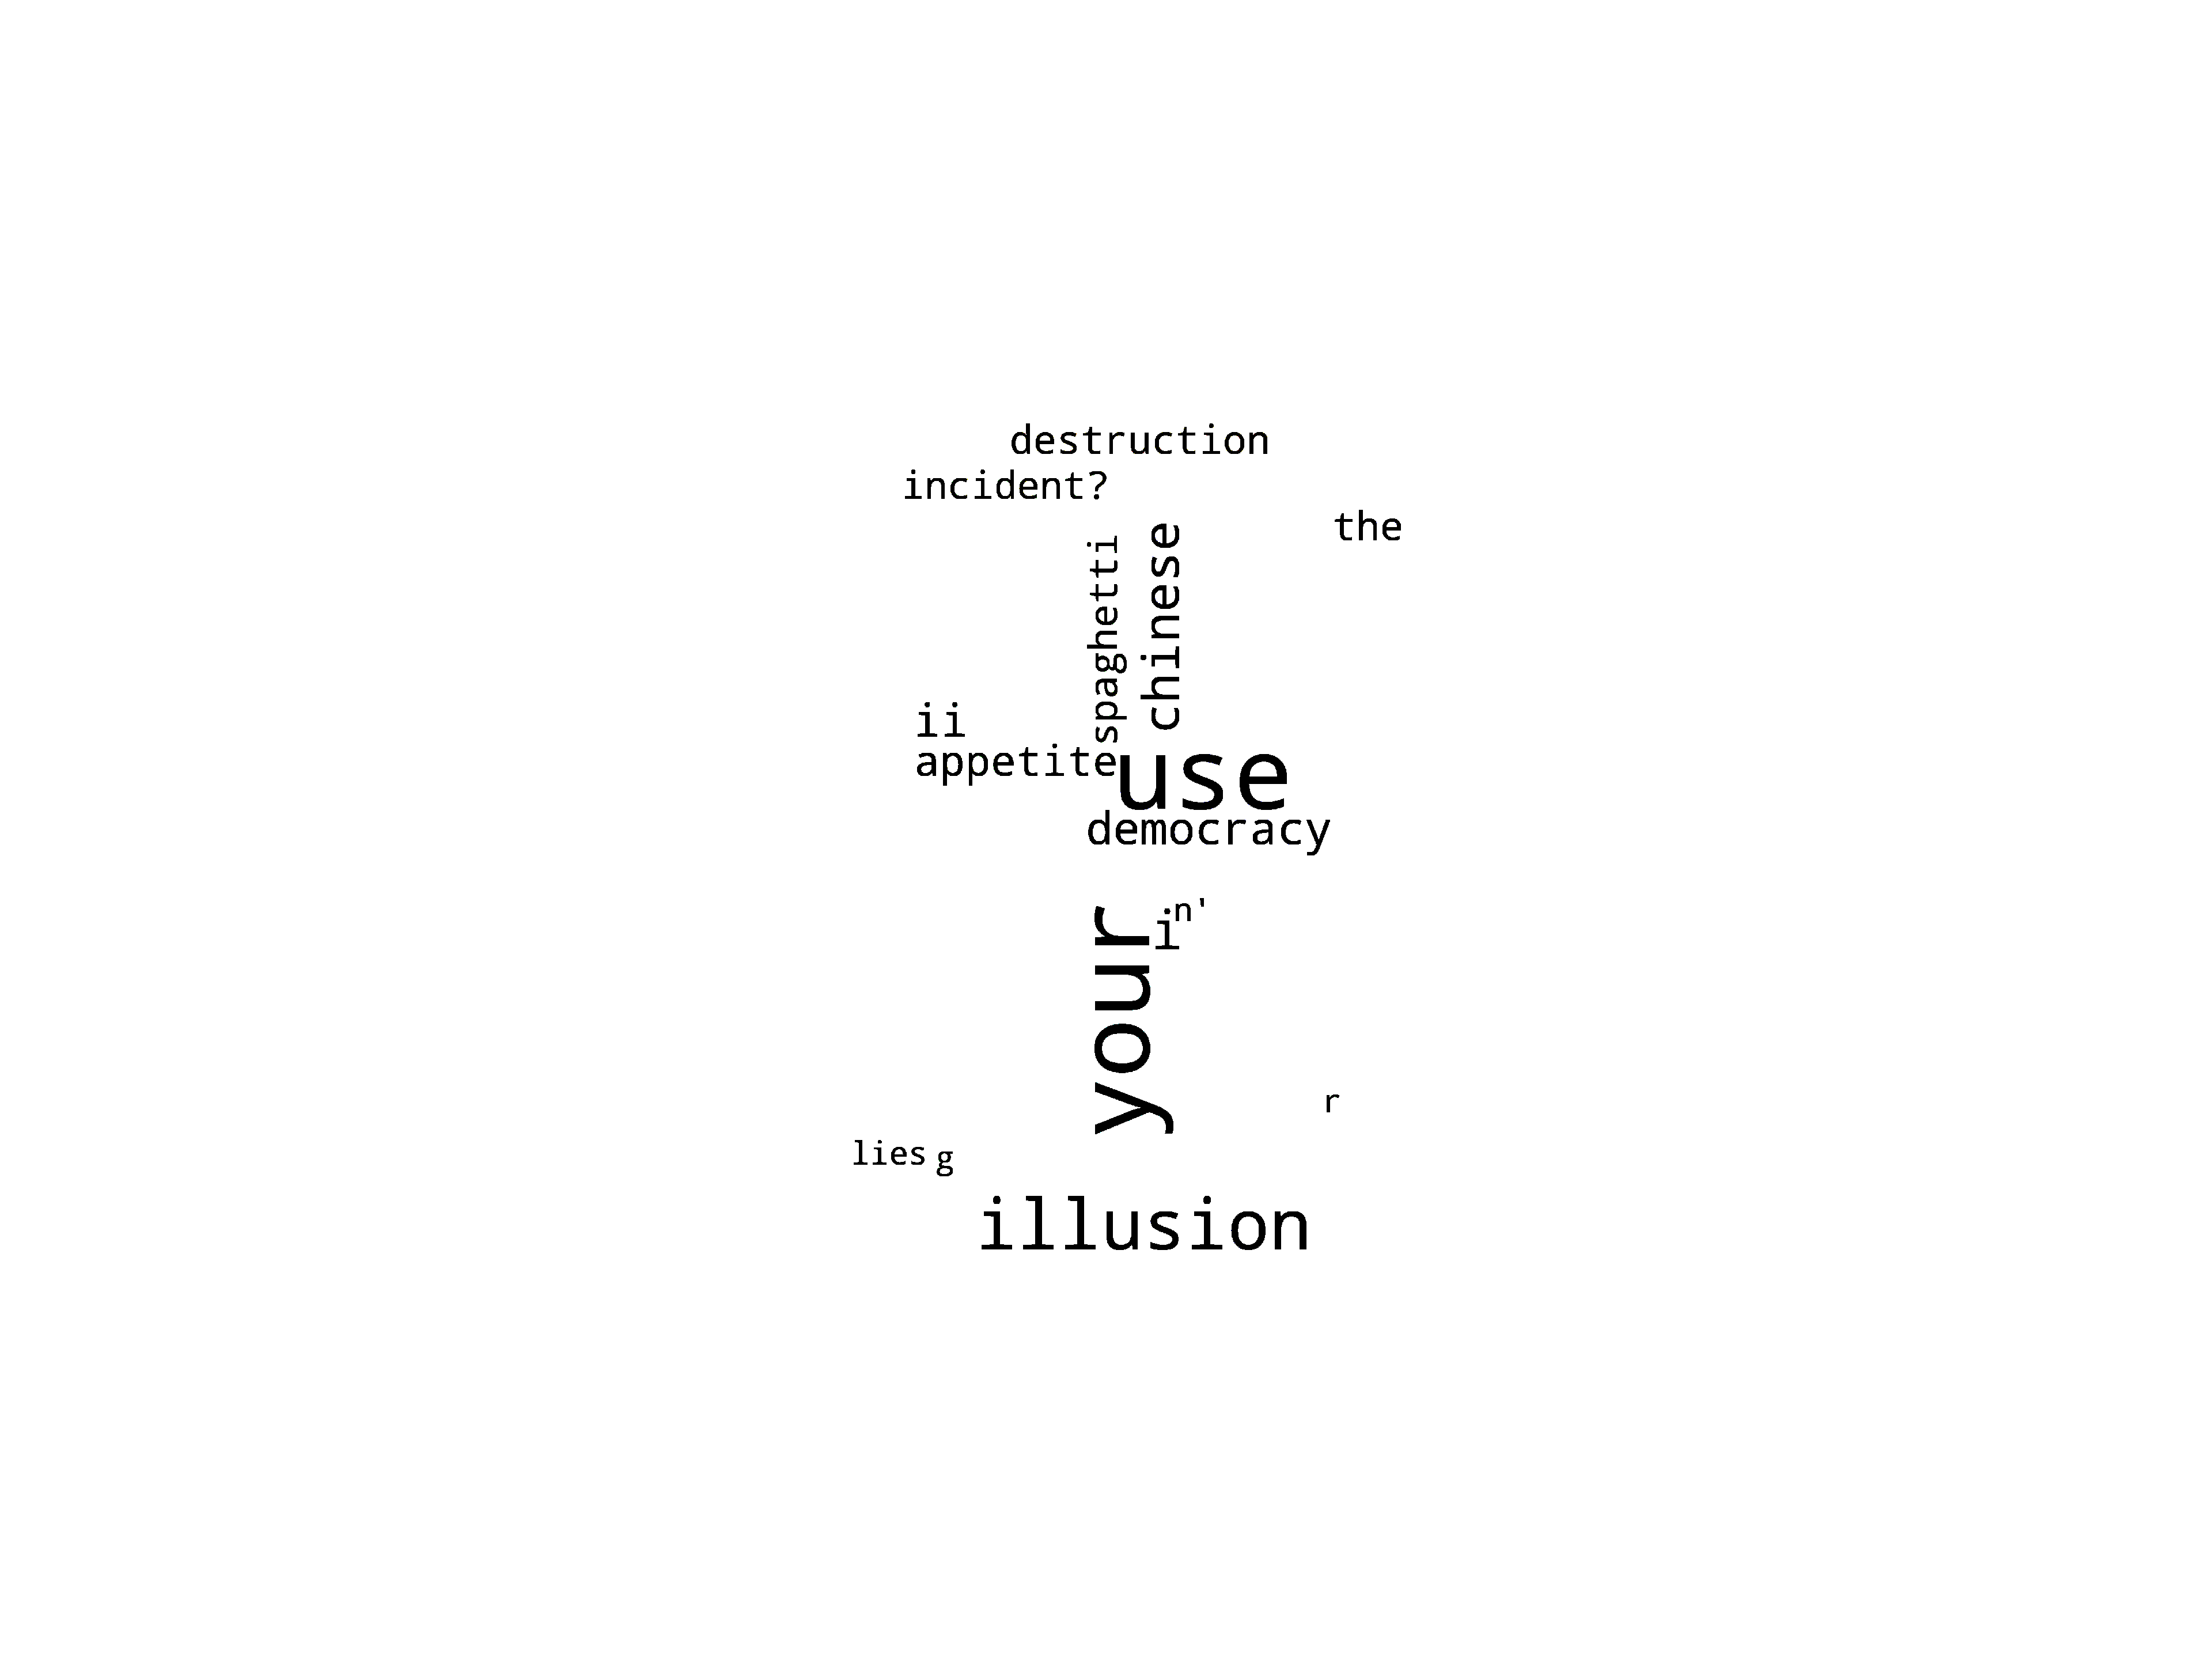 destruction
incident?
the
spaghetti
chinese
ii
appetite
use
democracy
n'
i
your
r
lies
g
illusion